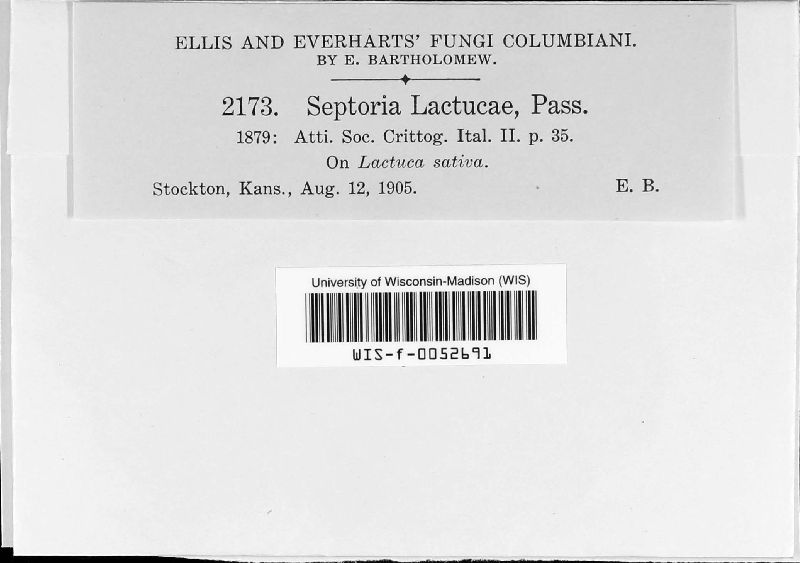 ELLIS AND EVERHARTS' FUNGI COLUMBIANI.
BY E. BARTHOLOMEW.
2173. Septoria Lactucae, Pass.
1879: Atti. Soc. Crittog. Ital. II. p. 35.
On Lactuca sativa.
Stockton, Kans., Aug. 12, 1905. E. B.
University of Wisconsin-Madison (WIS)
WIS-f-0052691